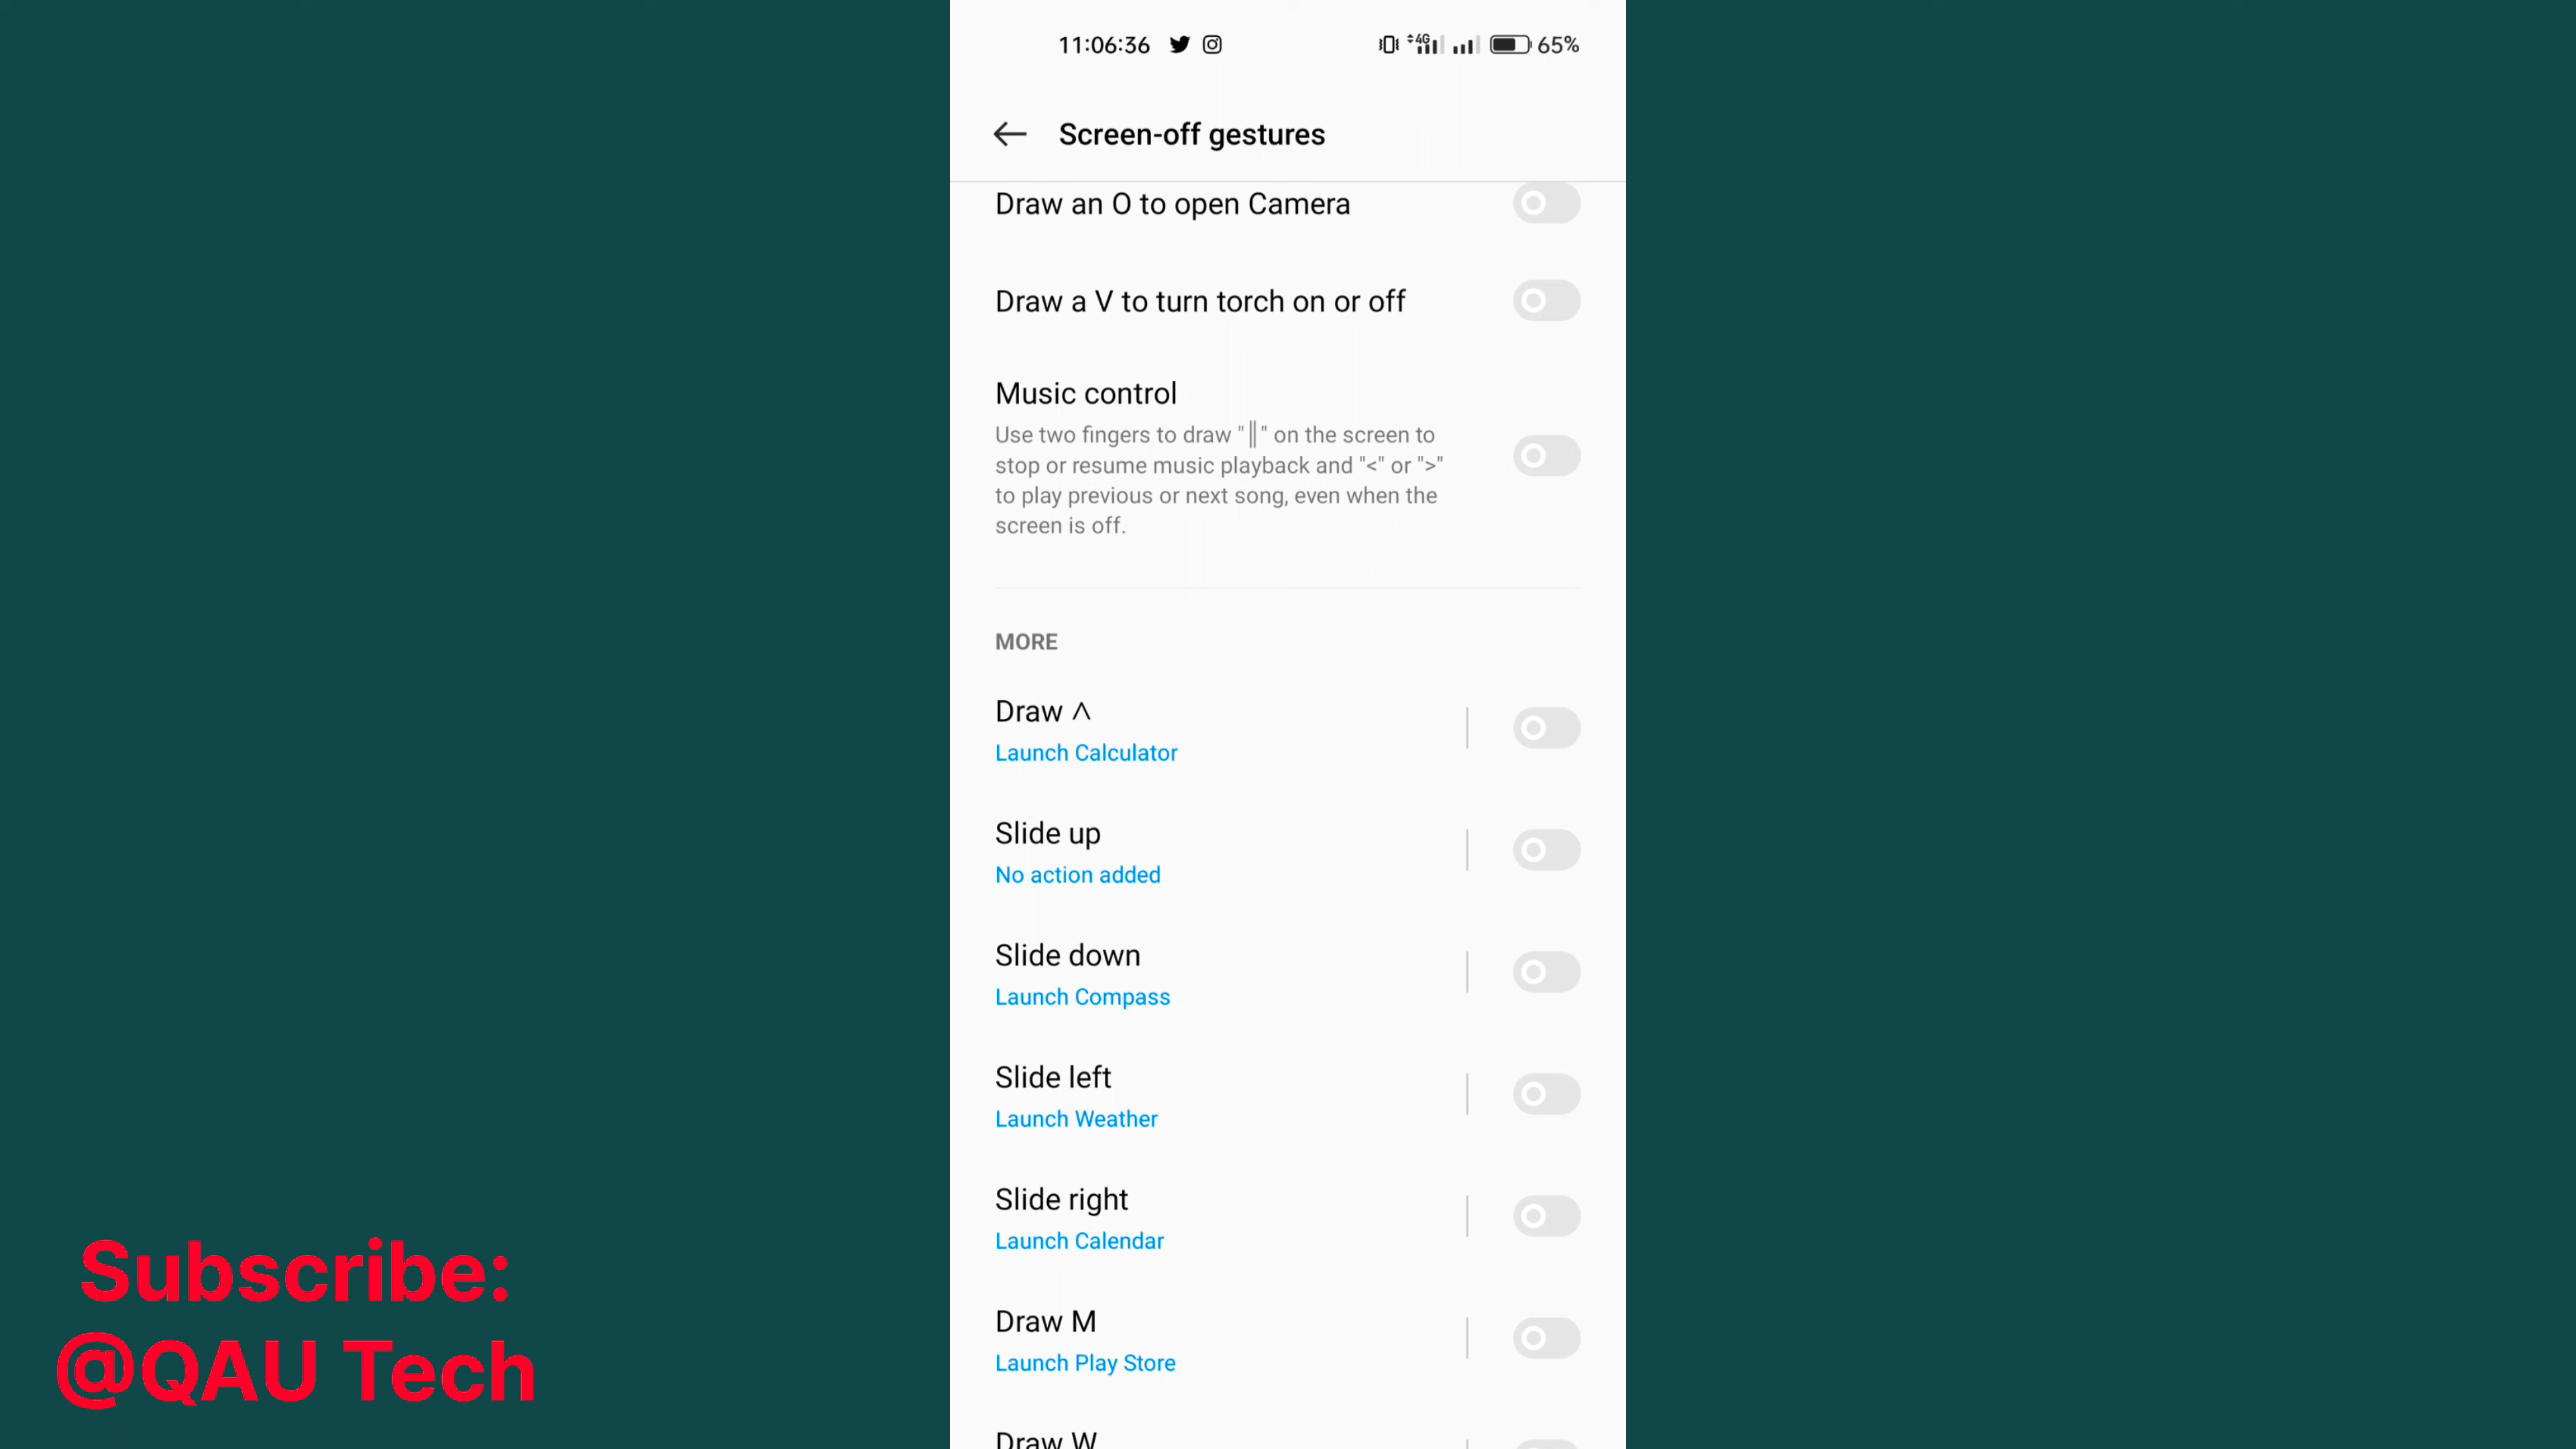 11:06:36 4G 65%
Screen-off gestures
Draw an O to open Camera
Draw a V to turn torch on or off
Music control
Use two fingers to draw "||" on the screen to
stop or resume music playback and "<" or ">"
to play previous or next song, even when the
screen is off.
MORE
Draw ^
Launch Calculator
Slide up
No action added
Slide down
Launch Compass
Slide left
Launch Weather
Slide right
Launch Calendar
Draw M
Launch Play Store
Draw W
Subscribe:
@QAU Tech